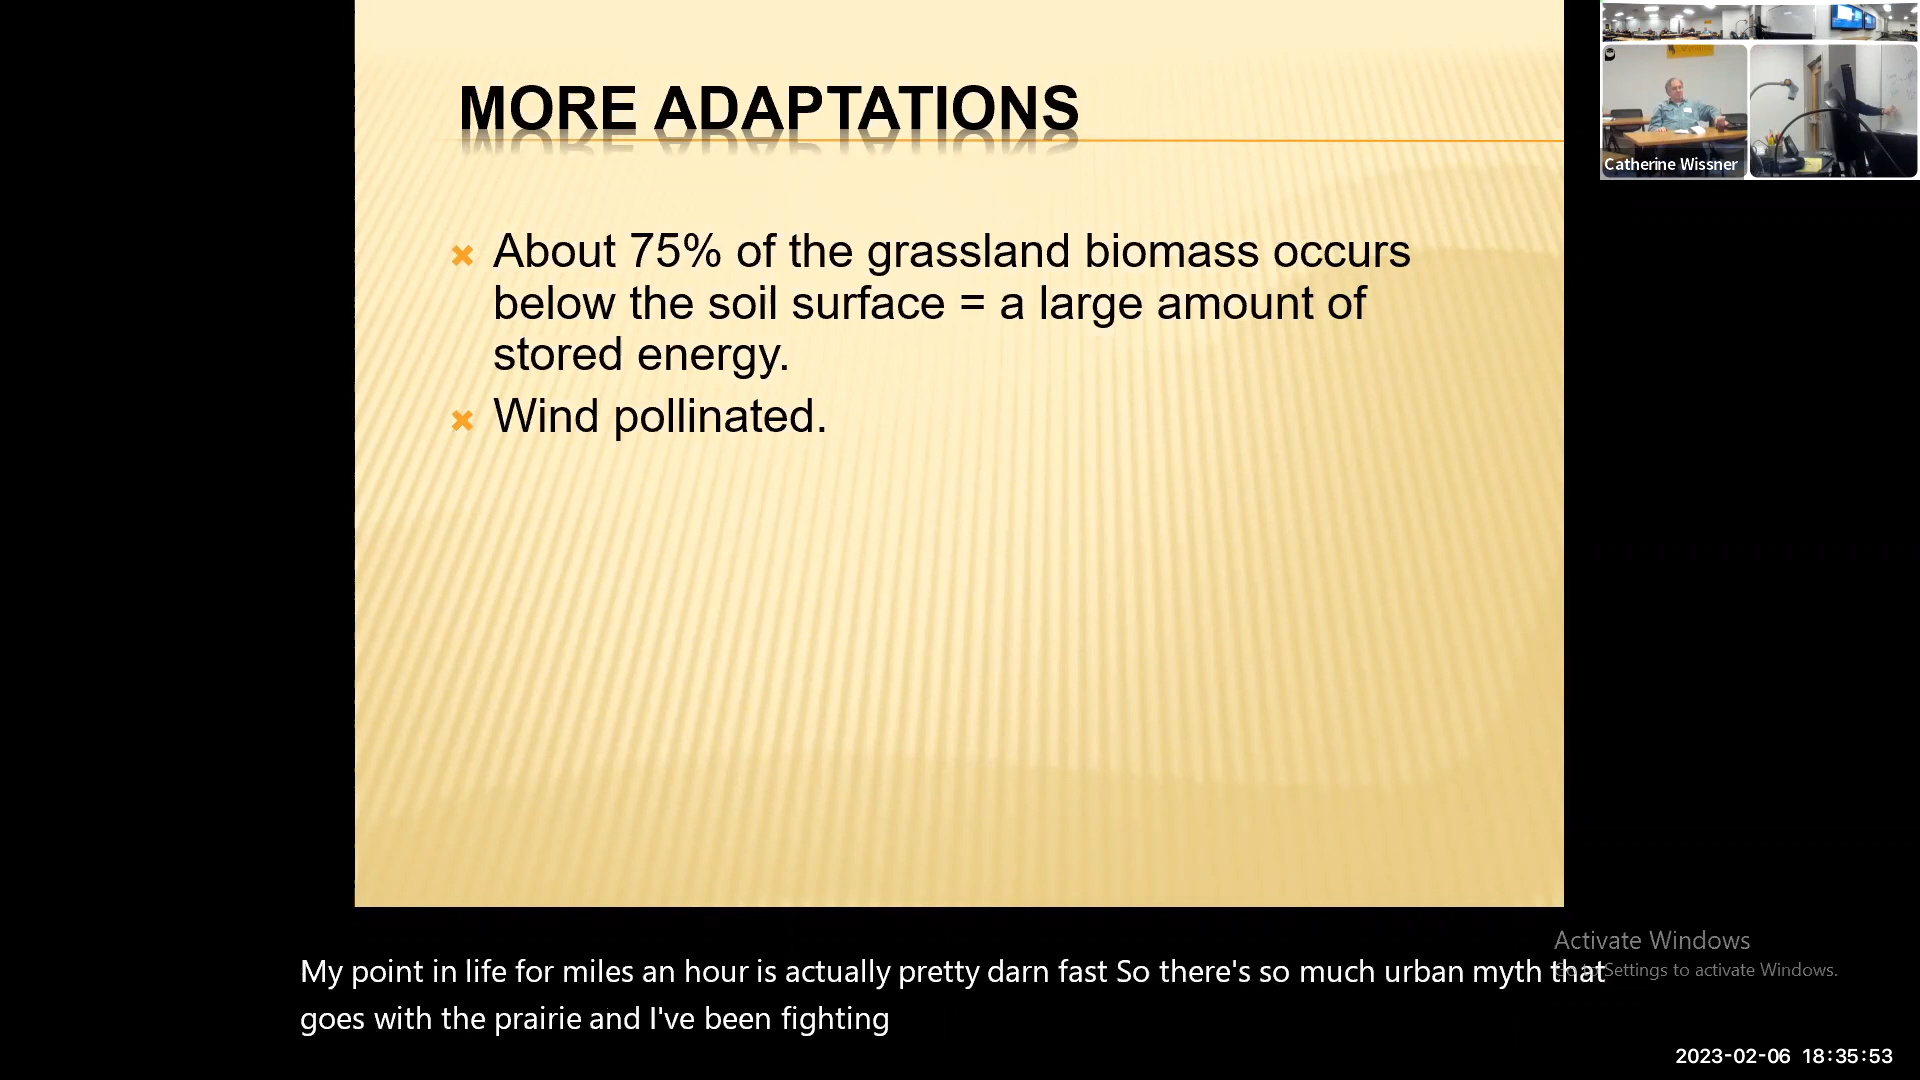 MORE ADAPTATIONS
About 75% of the grassland biomass occurs
below the soil surface = a large amount of
stored energy.
Wind pollinated.
Catherine Wissner
My point in life for miles an hour is actually pretty darn fast So there's so much urban myth that
goes with the prairie and I've been fighting
Activate Windows
Go to Settings to activate Windows.
2023-02-06 18:35:53